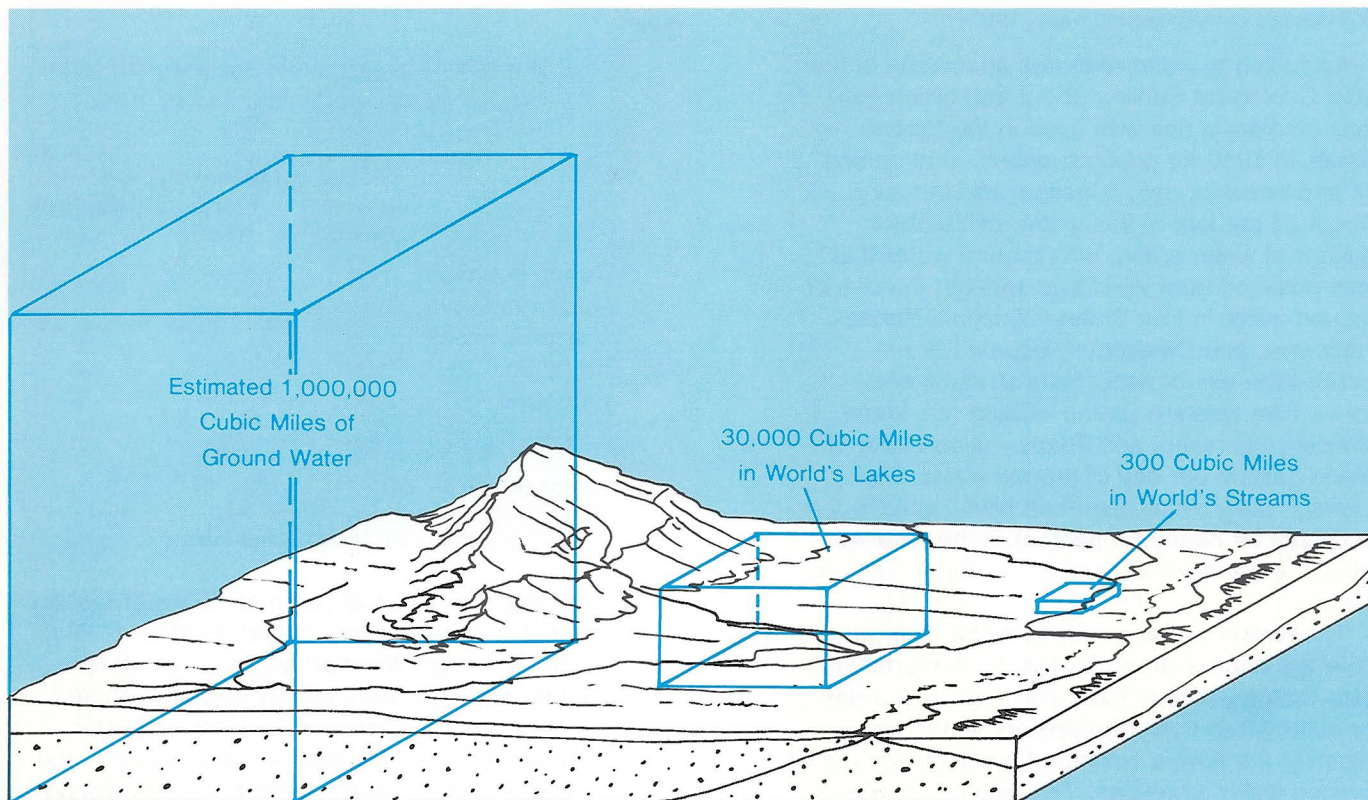 Estimated 1,000,000
Cubic Miles of
Ground Water
30,000 Cubic Miles
in World's Lakes
300 Cubic Miles
in World's Streams